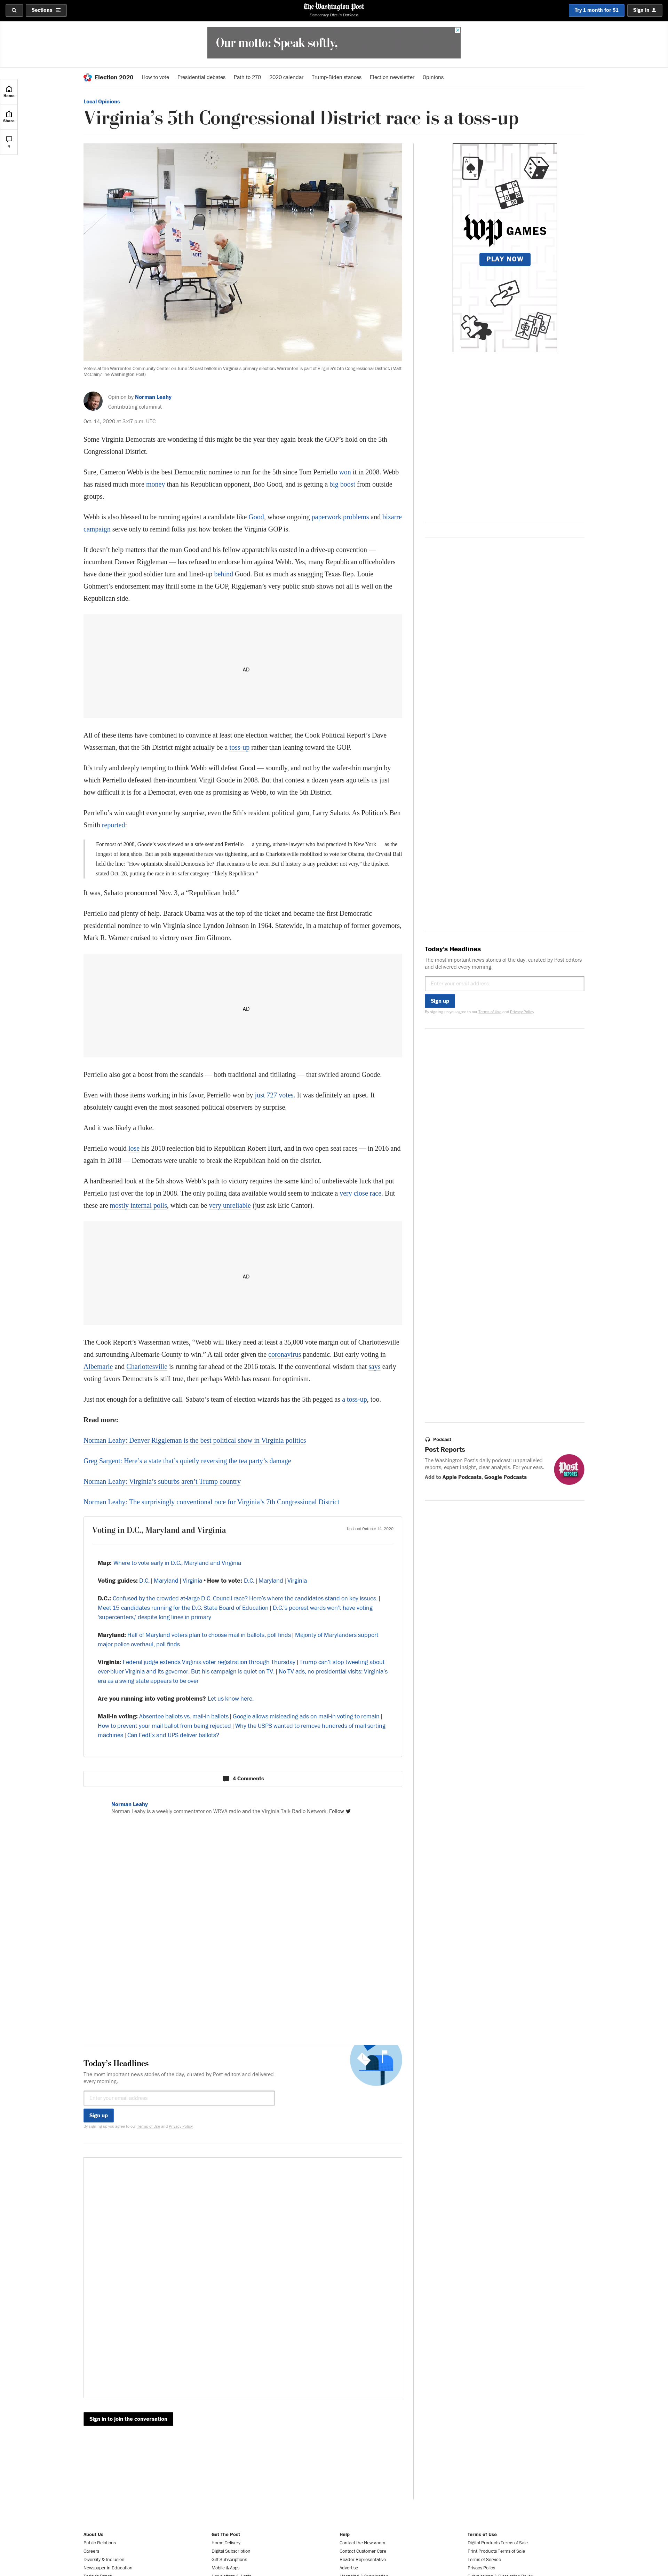 Sections
The Washington Post
Democracy Dies in Darkness
Try 1 month for $1
Sign in
Our motto: Speak softly,
Election 2020
How to vote
Presidential debates
Path to 270
2020 calendar
Trump-Biden stances
Election newsletter
Opinions
Home
Share
4
Local Opinions
Virginia’s 5th Congressional District race is a toss-up
Voters at the Warrenton Community Center on June 23 cast ballots in Virginia's primary election. Warrenton is part of Virginia's 5th Congressional District. (Matt
McClain/The Washington Post)
Opinion by Norman Leahy
Contributing columnist
Oct. 14, 2020 at 3:47 p.m. UTC
Some Virginia Democrats are wondering if this might be the year they again break the GOP’s hold on the 5th
Congressional District.
Sure, Cameron Webb is the best Democratic nominee to run for the 5th since Tom Perriello won it in 2008. Webb
has raised much more money than his Republican opponent, Bob Good, and is getting a big boost from outside
groups.
Webb is also blessed to be running against a candidate like Good, whose ongoing paperwork problems and bizarre
campaign serve only to remind folks just how broken the Virginia GOP is.
It doesn’t help matters that the man Good and his fellow apparatchiks ousted in a drive-up convention —
incumbent Denver Riggleman — has refused to endorse him against Webb. Yes, many Republican officeholders
have done their good soldier turn and lined-up behind Good. But as much as snagging Texas Rep. Louie
Gohmert’s endorsement may thrill some in the GOP, Riggleman’s very public snub shows not all is well on the
Republican side.
AD
All of these items have combined to convince at least one election watcher, the Cook Political Report’s Dave
Wasserman, that the 5th District might actually be a toss-up rather than leaning toward the GOP.
It’s truly and deeply tempting to think Webb will defeat Good — soundly, and not by the wafer-thin margin by
which Perriello defeated then-incumbent Virgil Goode in 2008. But that contest a dozen years ago tells us just
how difficult it is for a Democrat, even one as promising as Webb, to win the 5th District.
Perriello’s win caught everyone by surprise, even the 5th’s resident political guru, Larry Sabato. As Politico’s Ben
Smith reported:
For most of 2008, Goode’s was viewed as a safe seat and Perriello — a young, urbane lawyer who had practiced in New York — as the
longest of long shots. But as polls suggested the race was tightening, and as Charlottesville mobilized to vote for Obama, the Crystal Ball
held the line: “How optimistic should Democrats be? That remains to be seen. But if history is any predictor: not very,” the tipsheet
stated Oct. 28, putting the race in its safer category: “likely Republican.”
It was, Sabato pronounced Nov. 3, a “Republican hold.”
Perriello had plenty of help. Barack Obama was at the top of the ticket and became the first Democratic
presidential nominee to win Virginia since Lyndon Johnson in 1964. Statewide, in a matchup of former governors,
Mark R. Warner cruised to victory over Jim Gilmore.
AD
Perriello also got a boost from the scandals — both traditional and titillating — that swirled around Goode.
Even with those items working in his favor, Perriello won by just 727 votes. It was definitely an upset. It
absolutely caught even the most seasoned political observers by surprise.
And it was likely a fluke.
Perriello would lose his 2010 reelection bid to Republican Robert Hurt, and in two open seat races — in 2016 and
again in 2018 — Democrats were unable to break the Republican hold on the district.
A hardhearted look at the 5th shows Webb’s path to victory requires the same kind of unbelievable luck that put
Perriello just over the top in 2008. The only polling data available would seem to indicate a very close race. But
these are mostly internal polls, which can be very unreliable (just ask Eric Cantor).
AD
The Cook Report’s Wasserman writes, “Webb will likely need at least a 35,000 vote margin out of Charlottesville
and surrounding Albemarle County to win.” A tall order given the coronavirus pandemic. But early voting in
Albemarle and Charlottesville is running far ahead of the 2016 totals. If the conventional wisdom that says early
voting favors Democrats is still true, then perhaps Webb has reason for optimism.
Just not enough for a definitive call. Sabato’s team of election wizards has the 5th pegged as a toss-up, too.
Read more:
Norman Leahy: Denver Riggleman is the best political show in Virginia politics
Greg Sargent: Here’s a state that’s quietly reversing the tea party’s damage
Norman Leahy: Virginia’s suburbs aren’t Trump country
Norman Leahy: The surprisingly conventional race for Virginia’s 7th Congressional District
Voting in D.C., Maryland and Virginia
Updated October 14, 2020
Map: Where to vote early in D.C., Maryland and Virginia
Voting guides: D.C. | Maryland | Virginia • How to vote: D.C. | Maryland | Virginia
D.C.: Confused by the crowded at-large D.C. Council race? Here’s where the candidates stand on key issues. |
Meet 15 candidates running for the D.C. State Board of Education | D.C.’s poorest wards won’t have voting
‘supercenters,’ despite long lines in primary
Maryland: Half of Maryland voters plan to choose mail-in ballots, poll finds | Majority of Marylanders support
major police overhaul, poll finds
Virginia: Federal judge extends Virginia voter registration through Thursday | Trump can’t stop tweeting about
ever-bluer Virginia and its governor. But his campaign is quiet on TV. | No TV ads, no presidential visits: Virginia’s
era as a swing state appears to be over
Are you running into voting problems? Let us know here.
Mail-in voting: Absentee ballots vs. mail-in ballots | Google allows misleading ads on mail-in voting to remain |
How to prevent your mail ballot from being rejected | Why the USPS wanted to remove hundreds of mail-sorting
machines | Can FedEx and UPS deliver ballots?
4 Comments
Norman Leahy
Norman Leahy is a weekly commentator on WRVA radio and the Virginia Talk Radio Network. Follow
Today’s Headlines
The most important news stories of the day, curated by Post editors and delivered
every morning.
Enter your email address
Sign up
By signing up you agree to our Terms of Use and Privacy Policy
Sign in to join the conversation
A
wp GAMES
PLAY NOW
Today’s Headlines
The most important news stories of the day, curated by Post editors
and delivered every morning.
Enter your email address
Sign up
By signing up you agree to our Terms of Use and Privacy Policy
Podcast
Post Reports
The Washington Post's daily podcast: unparalleled
reports, expert insight, clear analysis. For your ears.
Add to Apple Podcasts, Google Podcasts
Post
REPORTS
About Us
Public Relations
Careers
Diversity & Inclusion
Newspaper in Education
Get The Post
Home Delivery
Digital Subscription
Gift Subscriptions
Mobile & Apps
Help
Contact the Newsroom
Contact Customer Care
Reader Representative
Advertise
Terms of Use
Digital Products Terms of Sale
Print Products Terms of Sale
Terms of Service
Privacy Policy